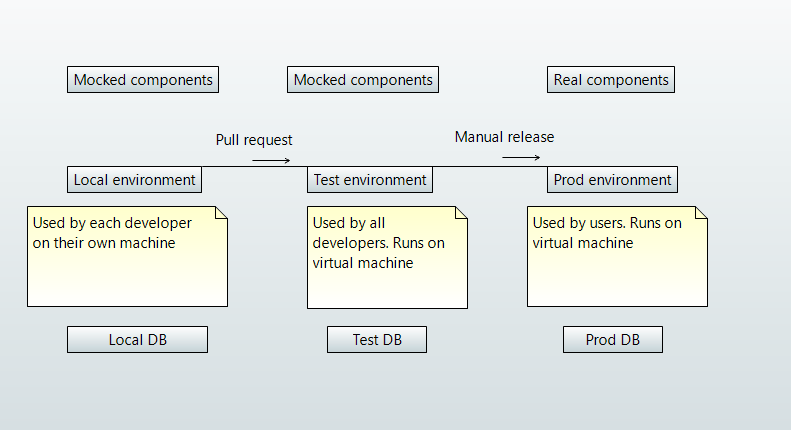 Mocked components
Mocked components
Real components
Pull request
Manual release
Local environment
Test environment
Prod environment
Used by each developer
on their own machine
Used by all
developers. Runs on
virtual machine
Used by users. Runs on
virtual machine
Local DB
Test DB
Prod DB